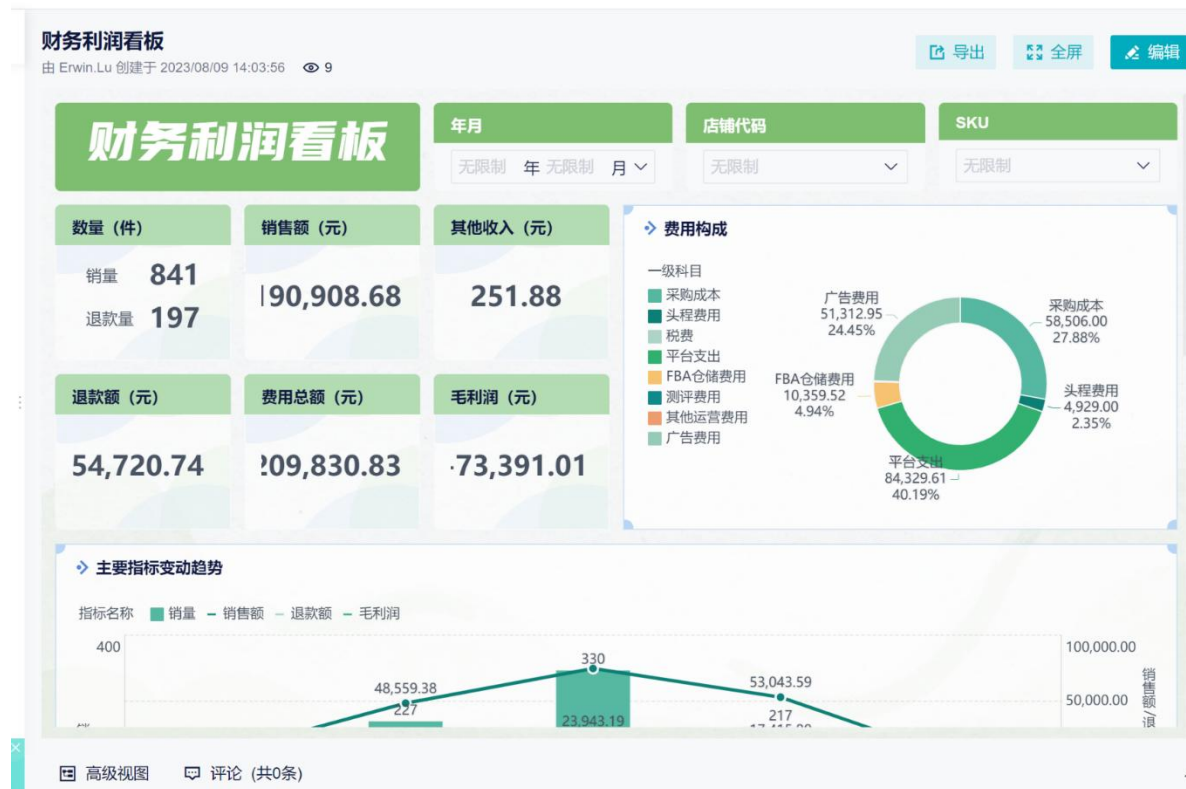 财务利润看板
由 Erwin.Lu 创建于 2023/08/09 14:03:56 9
导出 全屏 编辑
财务利润看板
年月
无限制 年 无限制 月
店铺代码
无限制
SKU
无限制
数量（件）
销量 841
退款量 197
销售额（元）
190,908.68
其他收入（元）
251.88
退款额（元）
54,720.74
费用总额（元）
209,830.83
毛利润（元）
-73,391.01
费用构成
一级科目
采购成本
头程费用
税费
平台支出
FBA仓储费用
测评费用
其他运营费用
广告费用
广告费用
51,312.95
24.45%
采购成本
58,506.00
27.88%
FBA仓储费用
10,359.52
4.94%
头程费用
4,929.00
2.35%
平台支出
84,329.61
40.19%
主要指标变动趋势
指标名称 销量 销售额 退款额 毛利润
400
100,000.00
50,000.00
销售额/
48,559.38
227
330
23,943.19
53,043.59
217
高级视图 评论（共0条）